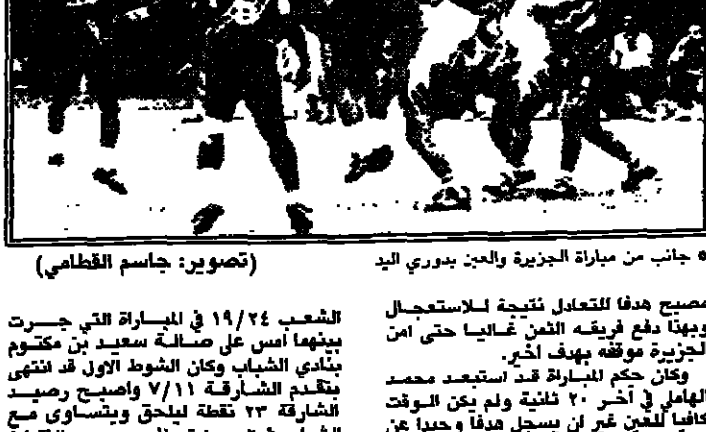 جانب من مباراة الجزيرة والعين بدوري اليد
(تصوير: جاسم القطامي)
مصبح هدفا للتعادل نتيجة للاستعجال
وبهذا دفع فريقه الثمن غاليا حتى امن
الجزيرة موقفه بهدف أخير.
وكان حكم المباراة قد استبعد محمد
الهاملي في آخر ٢٠ ثانية ولم يكن الوقت
كافيا للعين غير ان يسجل هدفا وحيدا عن
الشعب ١٩/٢٤ في المباراة التي جرت
بينهما امس على صالة سعيد بن مكتوم
بنادي الشباب وكان الشوط الاول قد انتهى
بتقدم الشارقة ٧/١١ واصبح رصيد
الشارقة ٢٣ نقطة ليلحق ويتساوى مع